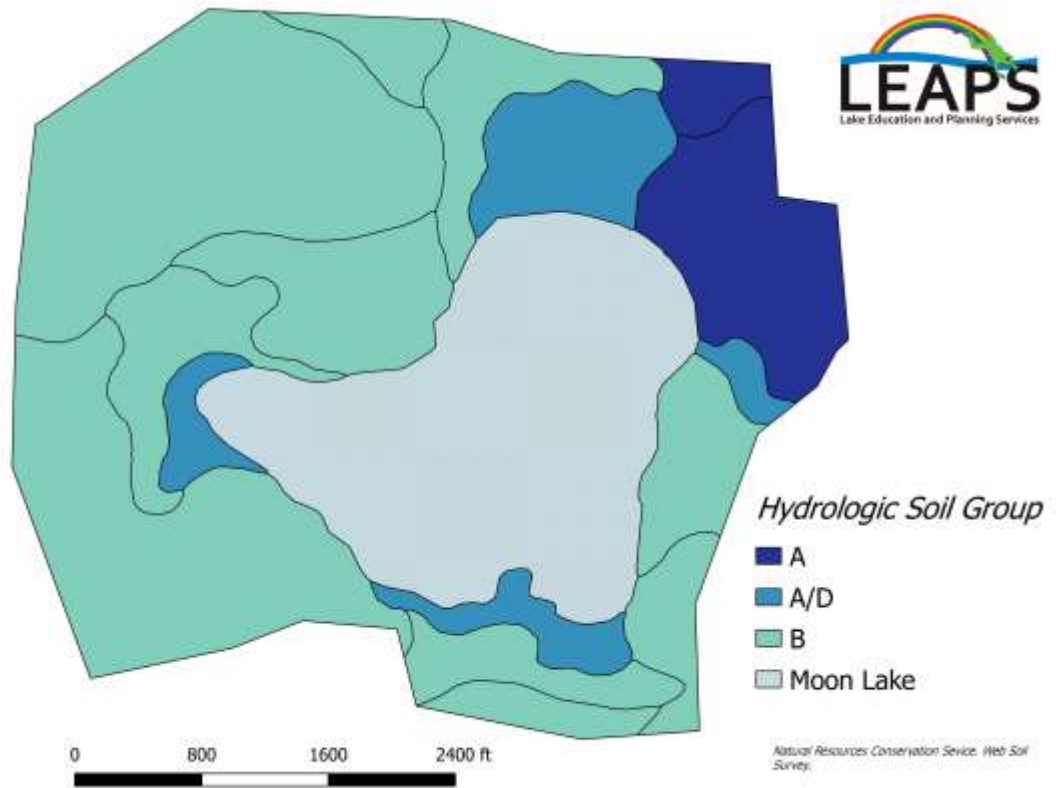 LEAPS
Lake Education and Planning Services
Hydrologic Soil Group
A
A/D
B
Moon Lake
0 800 1600 2400 ft
Natural Resources Conservation Sevice. Web Soil
Survey.